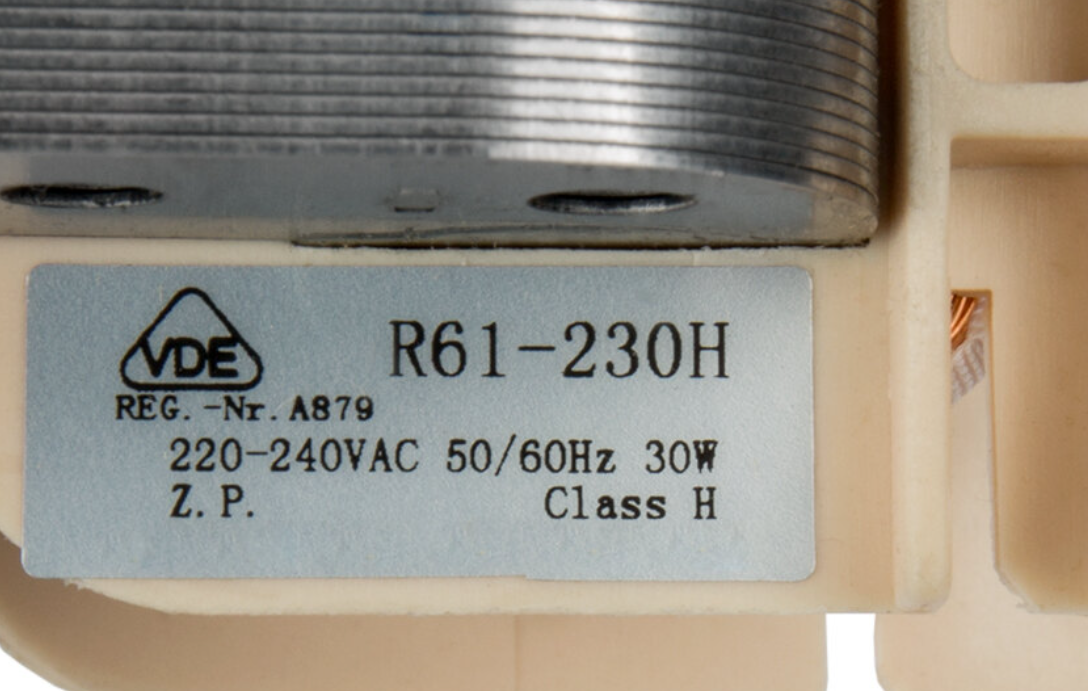 VDE R61-230H
REG.-Nr. A879
220-240VAC 50/60Hz 30W
Z.P. Class H